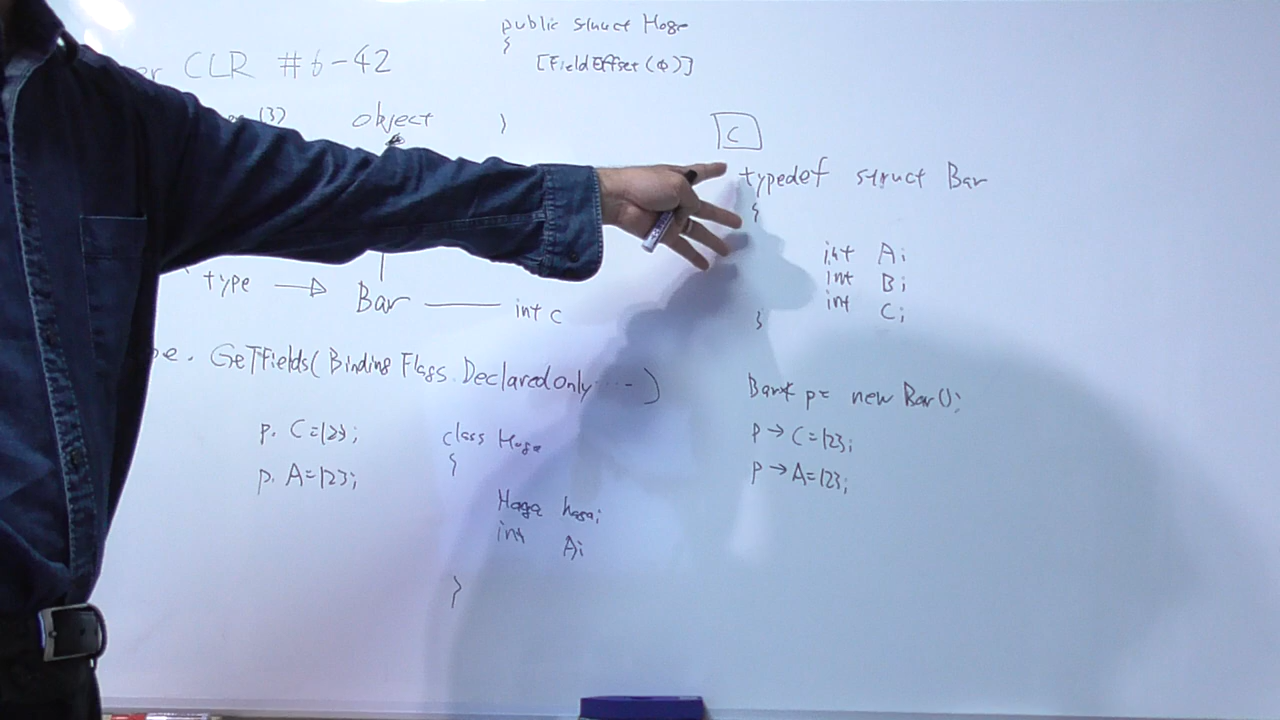 CLR #6-42
object
public struct Hoge
{
[FieldOffset(0)]
}
type → Bar — int c
GetFields(BindingFlags.DeclaredOnly ‥‥ )
p. C=123;
p. A=123;
class Hoge
{
Hoge hoge;
int A;
}
C
typedef struct Bar
{
int A;
int B;
int C;
}
Bar* p= new Bar();
p→C=123;
p→A=123;